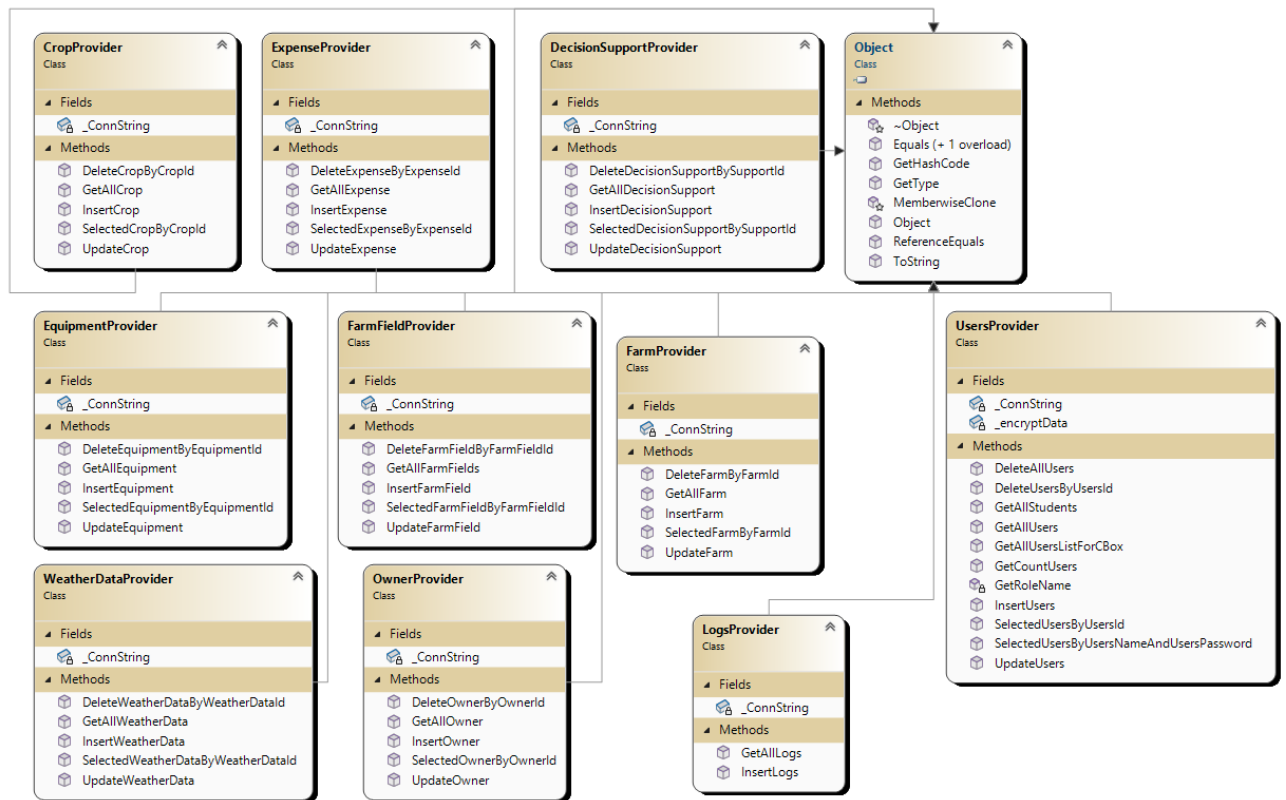 CropProvider
Class
Fields
_ConnString
Methods
DeleteCropByCropId
GetAllCrop
InsertCrop
SelectedCropByCropId
UpdateCrop
ExpenseProvider
Class
Fields
_ConnString
Methods
DeleteExpenseByExpenseId
GetAllExpense
InsertExpense
SelectedExpenseByExpenseId
UpdateExpense
DecisionSupportProvider
Class
Fields
_ConnString
Methods
DeleteDecisionSupportBySupportId
GetAllDecisionSupport
InsertDecisionSupport
SelectedDecisionSupportBySupportId
UpdateDecisionSupport
Object
Class
Methods
~Object
Equals (+ 1 overload)
GetHashCode
GetType
MemberwiseClone
Object
ReferenceEquals
ToString
EquipmentProvider
Class
Fields
_ConnString
Methods
DeleteEquipmentByEquipmentId
GetAllEquipment
InsertEquipment
SelectedEquipmentByEquipmentId
UpdateEquipment
FarmFieldProvider
Class
Fields
_ConnString
Methods
DeleteFarmFieldByFarmFieldId
GetAllFarmFields
InsertFarmField
SelectedFarmFieldByFarmFieldId
UpdateFarmField
FarmProvider
Class
Fields
_ConnString
Methods
DeleteFarmByFarmId
GetAllFarm
InsertFarm
SelectedFarmByFarmId
UpdateFarm
UsersProvider
Class
Fields
_ConnString
_encryptData
Methods
DeleteAllUsers
DeleteUsersByUsersId
GetAllStudents
GetAllUsers
GetAllUsersListForCBox
GetCountUsers
GetRoleName
InsertUsers
SelectedUsersByUsersId
SelectedUsersByUsersNameAndUsersPassword
UpdateUsers
WeatherDataProvider
Class
Fields
_ConnString
Methods
DeleteWeatherDataByWeatherDataId
GetAllWeatherData
InsertWeatherData
SelectedWeatherDataByWeatherDataId
UpdateWeatherData
OwnerProvider
Class
Fields
_ConnString
Methods
DeleteOwnerByOwnerId
GetAllOwner
InsertOwner
SelectedOwnerByOwnerId
UpdateOwner
LogsProvider
Class
Fields
_ConnString
Methods
GetAllLogs
InsertLogs